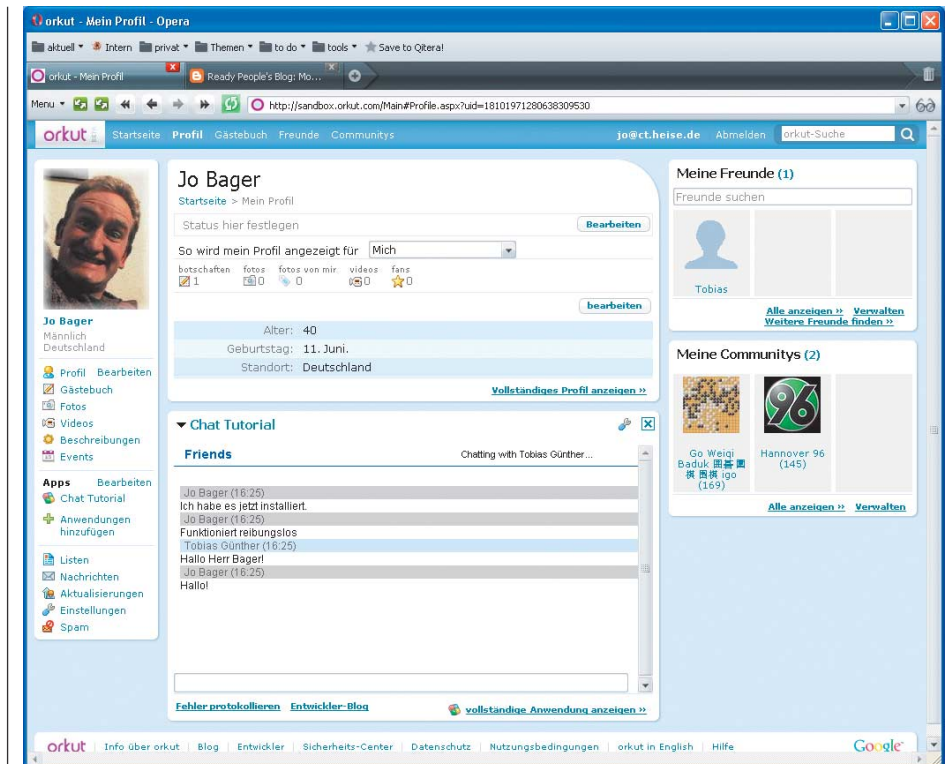 orkut - Mein Profil - Opera
aktuell Intern privat Themen to do tools Save to Qitera!
orkut - Mein Profil Ready People's Blog: Mo...
Menu http://sandbox.orkut.com/Main#Profile.aspx?uid=18101971280638309530
orkut Startseite Profil Gästebuch Freunde Communitys jo@ct.heise.de Abmelden orkut-Suche
Jo Bager
Männlich
Deutschland
Profil Bearbeiten
Gästebuch
Fotos
Videos
Beschreibungen
Events
Apps Bearbeiten
Chat Tutorial
Anwendungen
hinzufügen
Listen
Nachrichten
Aktualisierungen
Einstellungen
Spam
Jo Bager
Startseite > Mein Profil
Status hier festlegen Bearbeiten
So wird mein Profil angezeigt für Mich
botschaften fotos fotos von mir videos fans
1 0 0 0 0
bearbeiten
Alter: 40
Geburtstag: 11. Juni.
Standort: Deutschland
Vollständiges Profil anzeigen »
Chat Tutorial
Friends Chatting with Tobias Günther...
Jo Bager (16:25)
Ich habe es jetzt installiert.
Jo Bager (16:25)
Funktioniert reibungslos
Tobias Günther (16:25)
Hallo Herr Bager!
Jo Bager (16:25)
Hallo!
Fehler protokollieren Entwickler-Blog vollständige Anwendung anzeigen »
Meine Freunde (1)
Freunde suchen
Tobias
Alle anzeigen » Verwalten
Weitere Freunde finden »
Meine Communitys (2)
96
Go Weiqi
Baduk 囲碁 圍
棋 围棋 igo
(169)
Hannover 96
(145)
Alle anzeigen » Verwalten
orkut Info über orkut Blog Entwickler Sicherheits-Center Datenschutz Nutzungsbedingungen orkut in English Hilfe Google